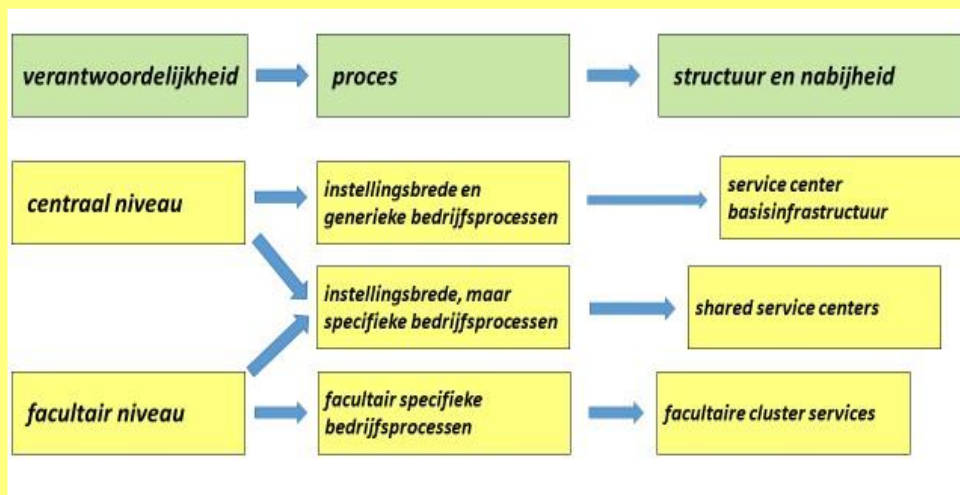 verantwoordelijkheid
proces
structuur en nabijheid
centraal niveau
instellingsbrede en
generieke bedrijfsprocessen
service center
basisinfrastructuur
instellingsbrede, maar
specifieke bedrijfsprocessen
shared service centers
facultair niveau
facultair specifieke
bedrijfsprocessen
facultaire cluster services